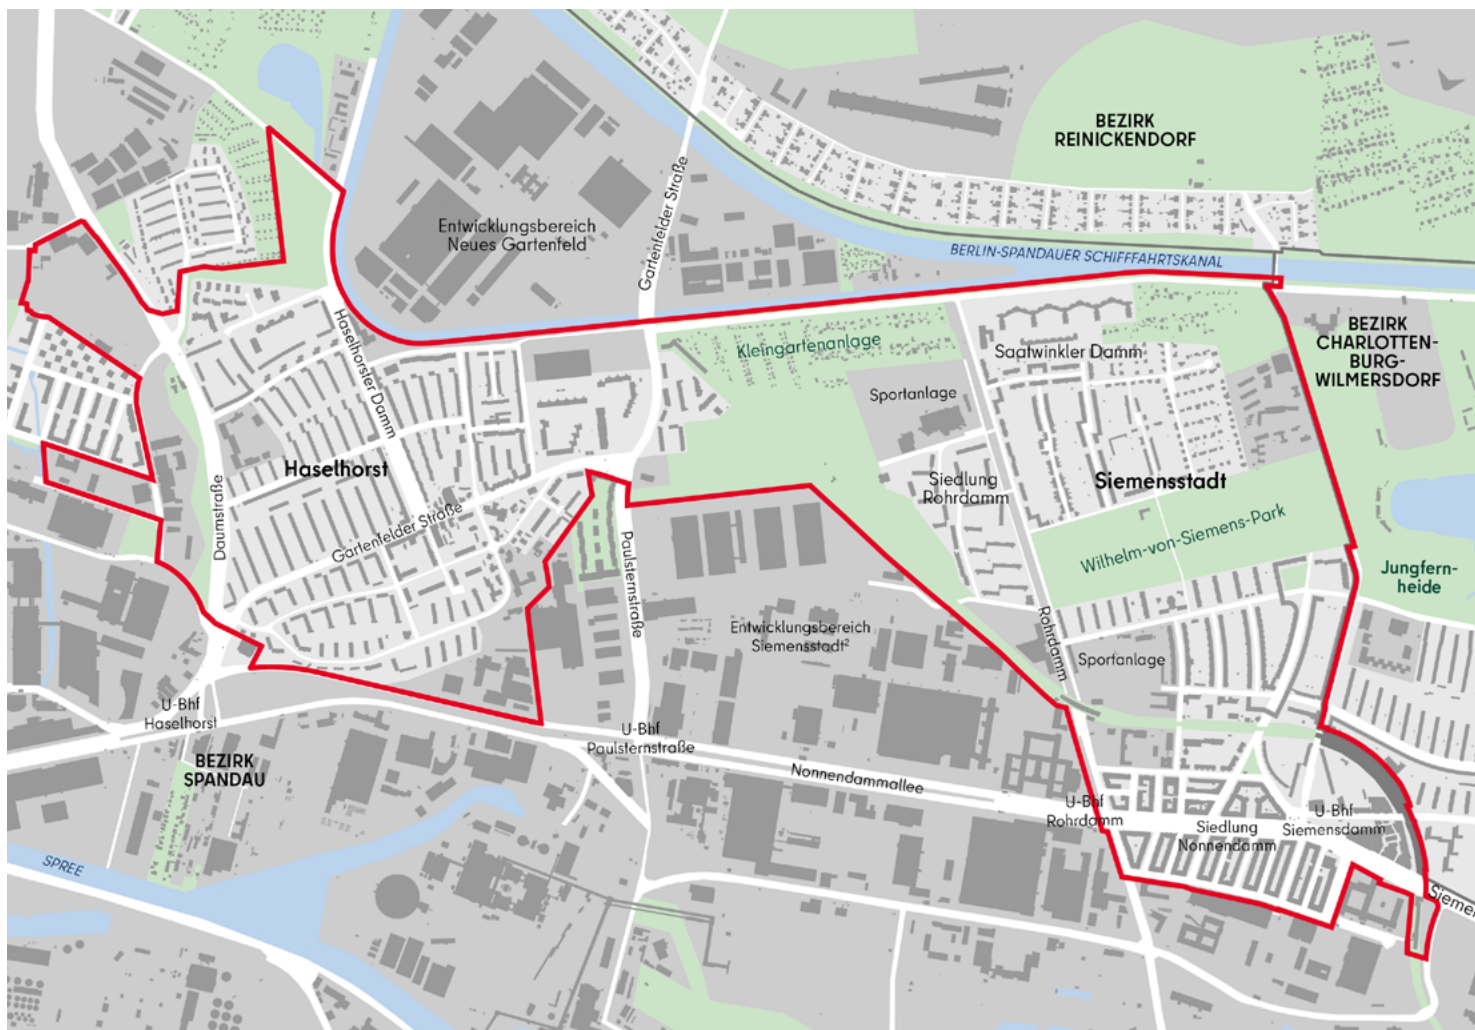 BEZIRK
REINICKENDORF
Gartenfelder Straße
Entwicklungsbereich
Neues Gartenfeld
BERLIN-SPANDAUER SCHIFFFAHRTSKANAL
BEZIRK
CHARLOTTEN-
BURG-
WILMERSDORF
Haselhorster Damm
Kleingartenanlage
Saatwinkler Damm
Sportanlage
Haselhorst
Siedlung
Rohrdamm
Siemensstadt
Daumstraße
Gartenfelder Straße
Paulsternstraße
Wilhelm-von-Siemens-Park
Jungfern-
heide
Entwicklungsbereich
Siemensstadt²
Rohrdamm
Sportanlage
U-Bhf
Haselhorst
U-Bhf
Paulsternstraße
BEZIRK
SPANDAU
Nonnendammallee
U-Bhf
Rohrdamm
Siedlung
Nonnendamm
U-Bhf
Siemensdamm
SPREE
Siemen